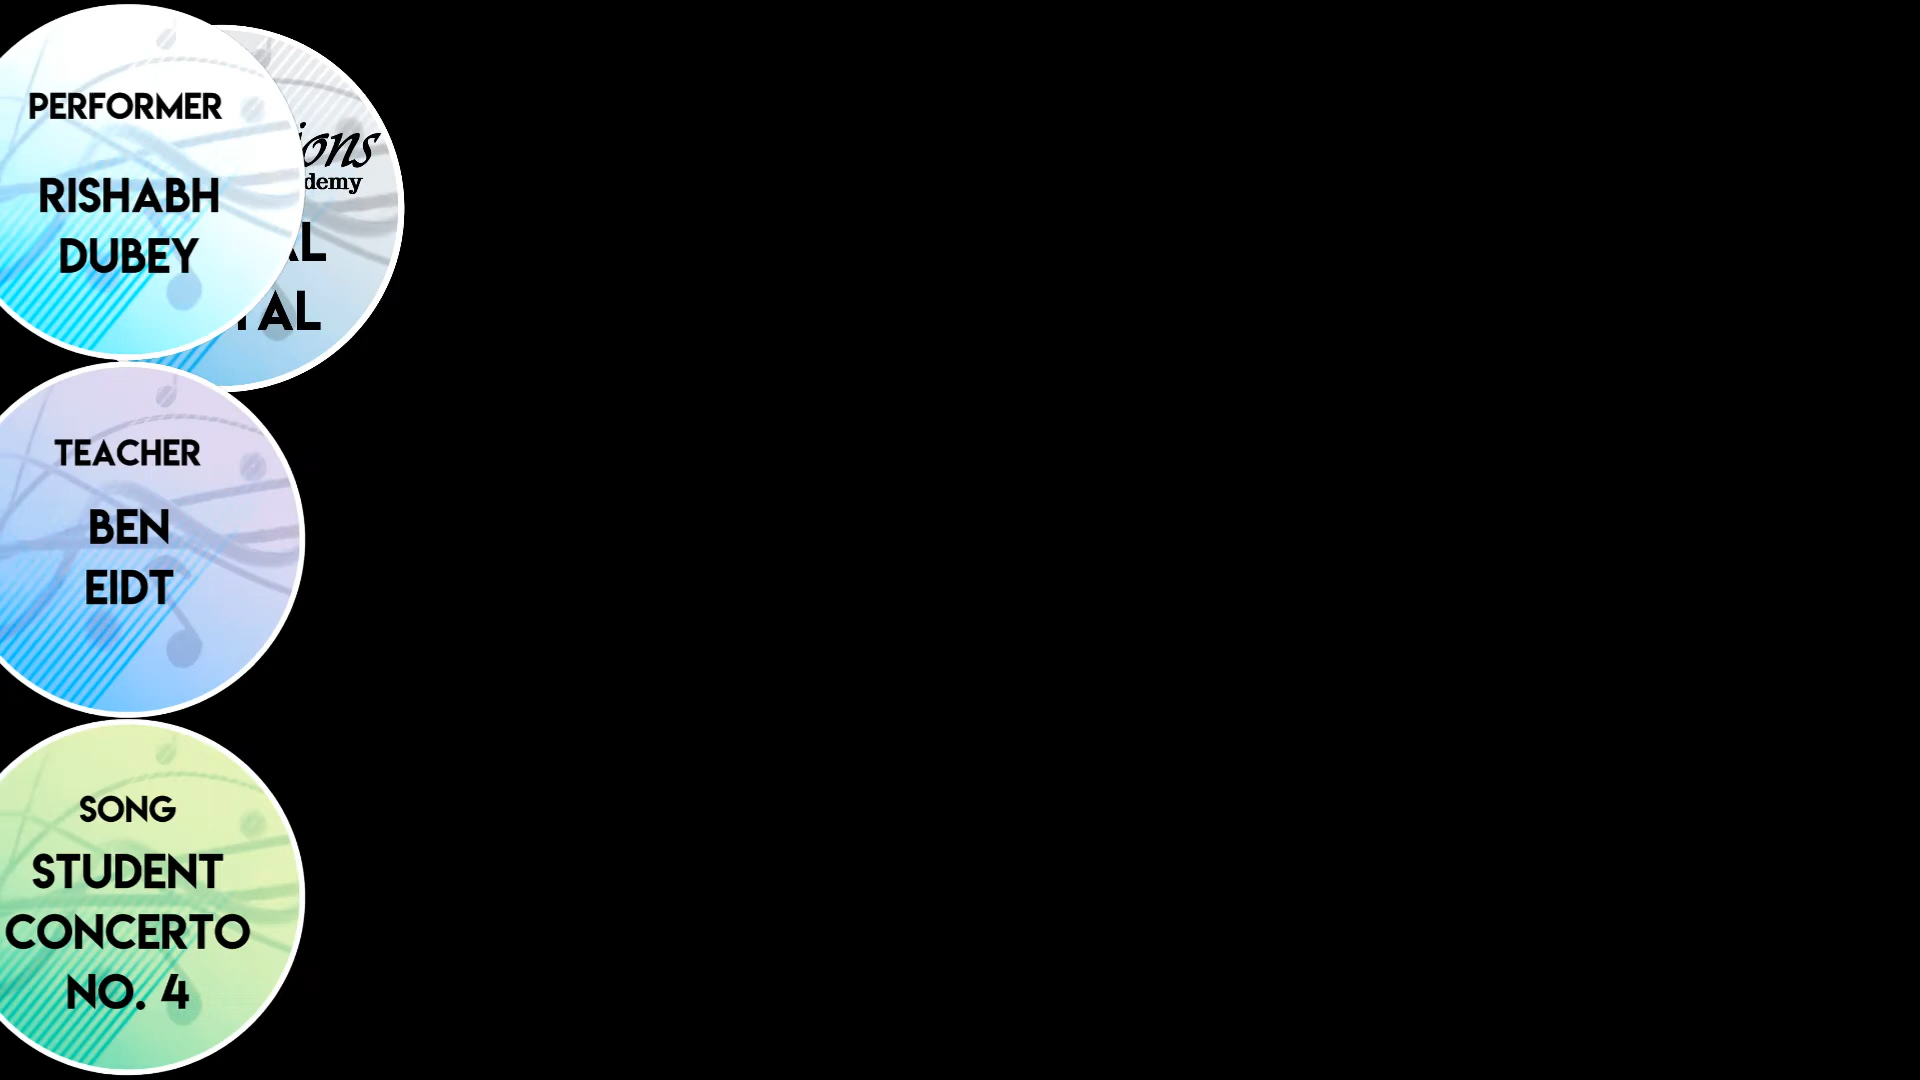 PERFORMER
RISHABH
DUBEY
TEACHER
BEN
EIDT
SONG
STUDENT
CONCERTO
NO. 4